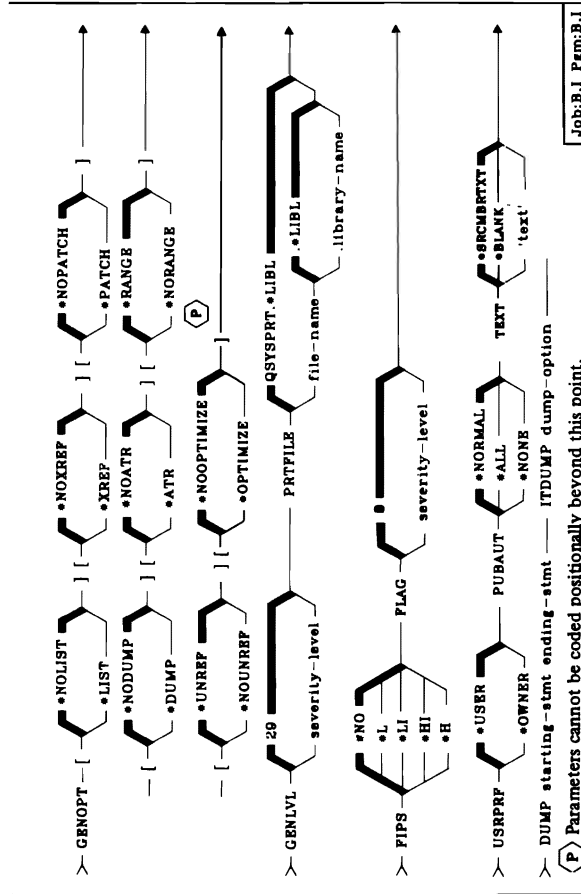 GENOPT [ *NOLIST ] [ *NOXREF ] [ *NOPATCH ]
*LIST *XREF *PATCH
[ *NODUMP ] [ *NOATR ] [ *RANGE ]
*DUMP *ATR *NORANGE
P
[ *UNREF ] [ *NOOPTIMIZE ]
*NOUNREF *OPTIMIZE
GENLVL 29 PRTFILE QSYSPRT.*LIBL
severity-level file-name .*LIBL
.library-name
FIPS *NO FLAG 0
*L severity-level
*LI
*HI
*H
USRPRF *USER PUBAUT *NORMAL TEXT *SRCMBRTXT
*OWNER *ALL *BLANK
*NONE 'text'
DUMP starting-stmt ending-stmt ITDUMP dump-option
P Parameters cannot be coded positionally beyond this point.
Job:B,I Pgm:B,I